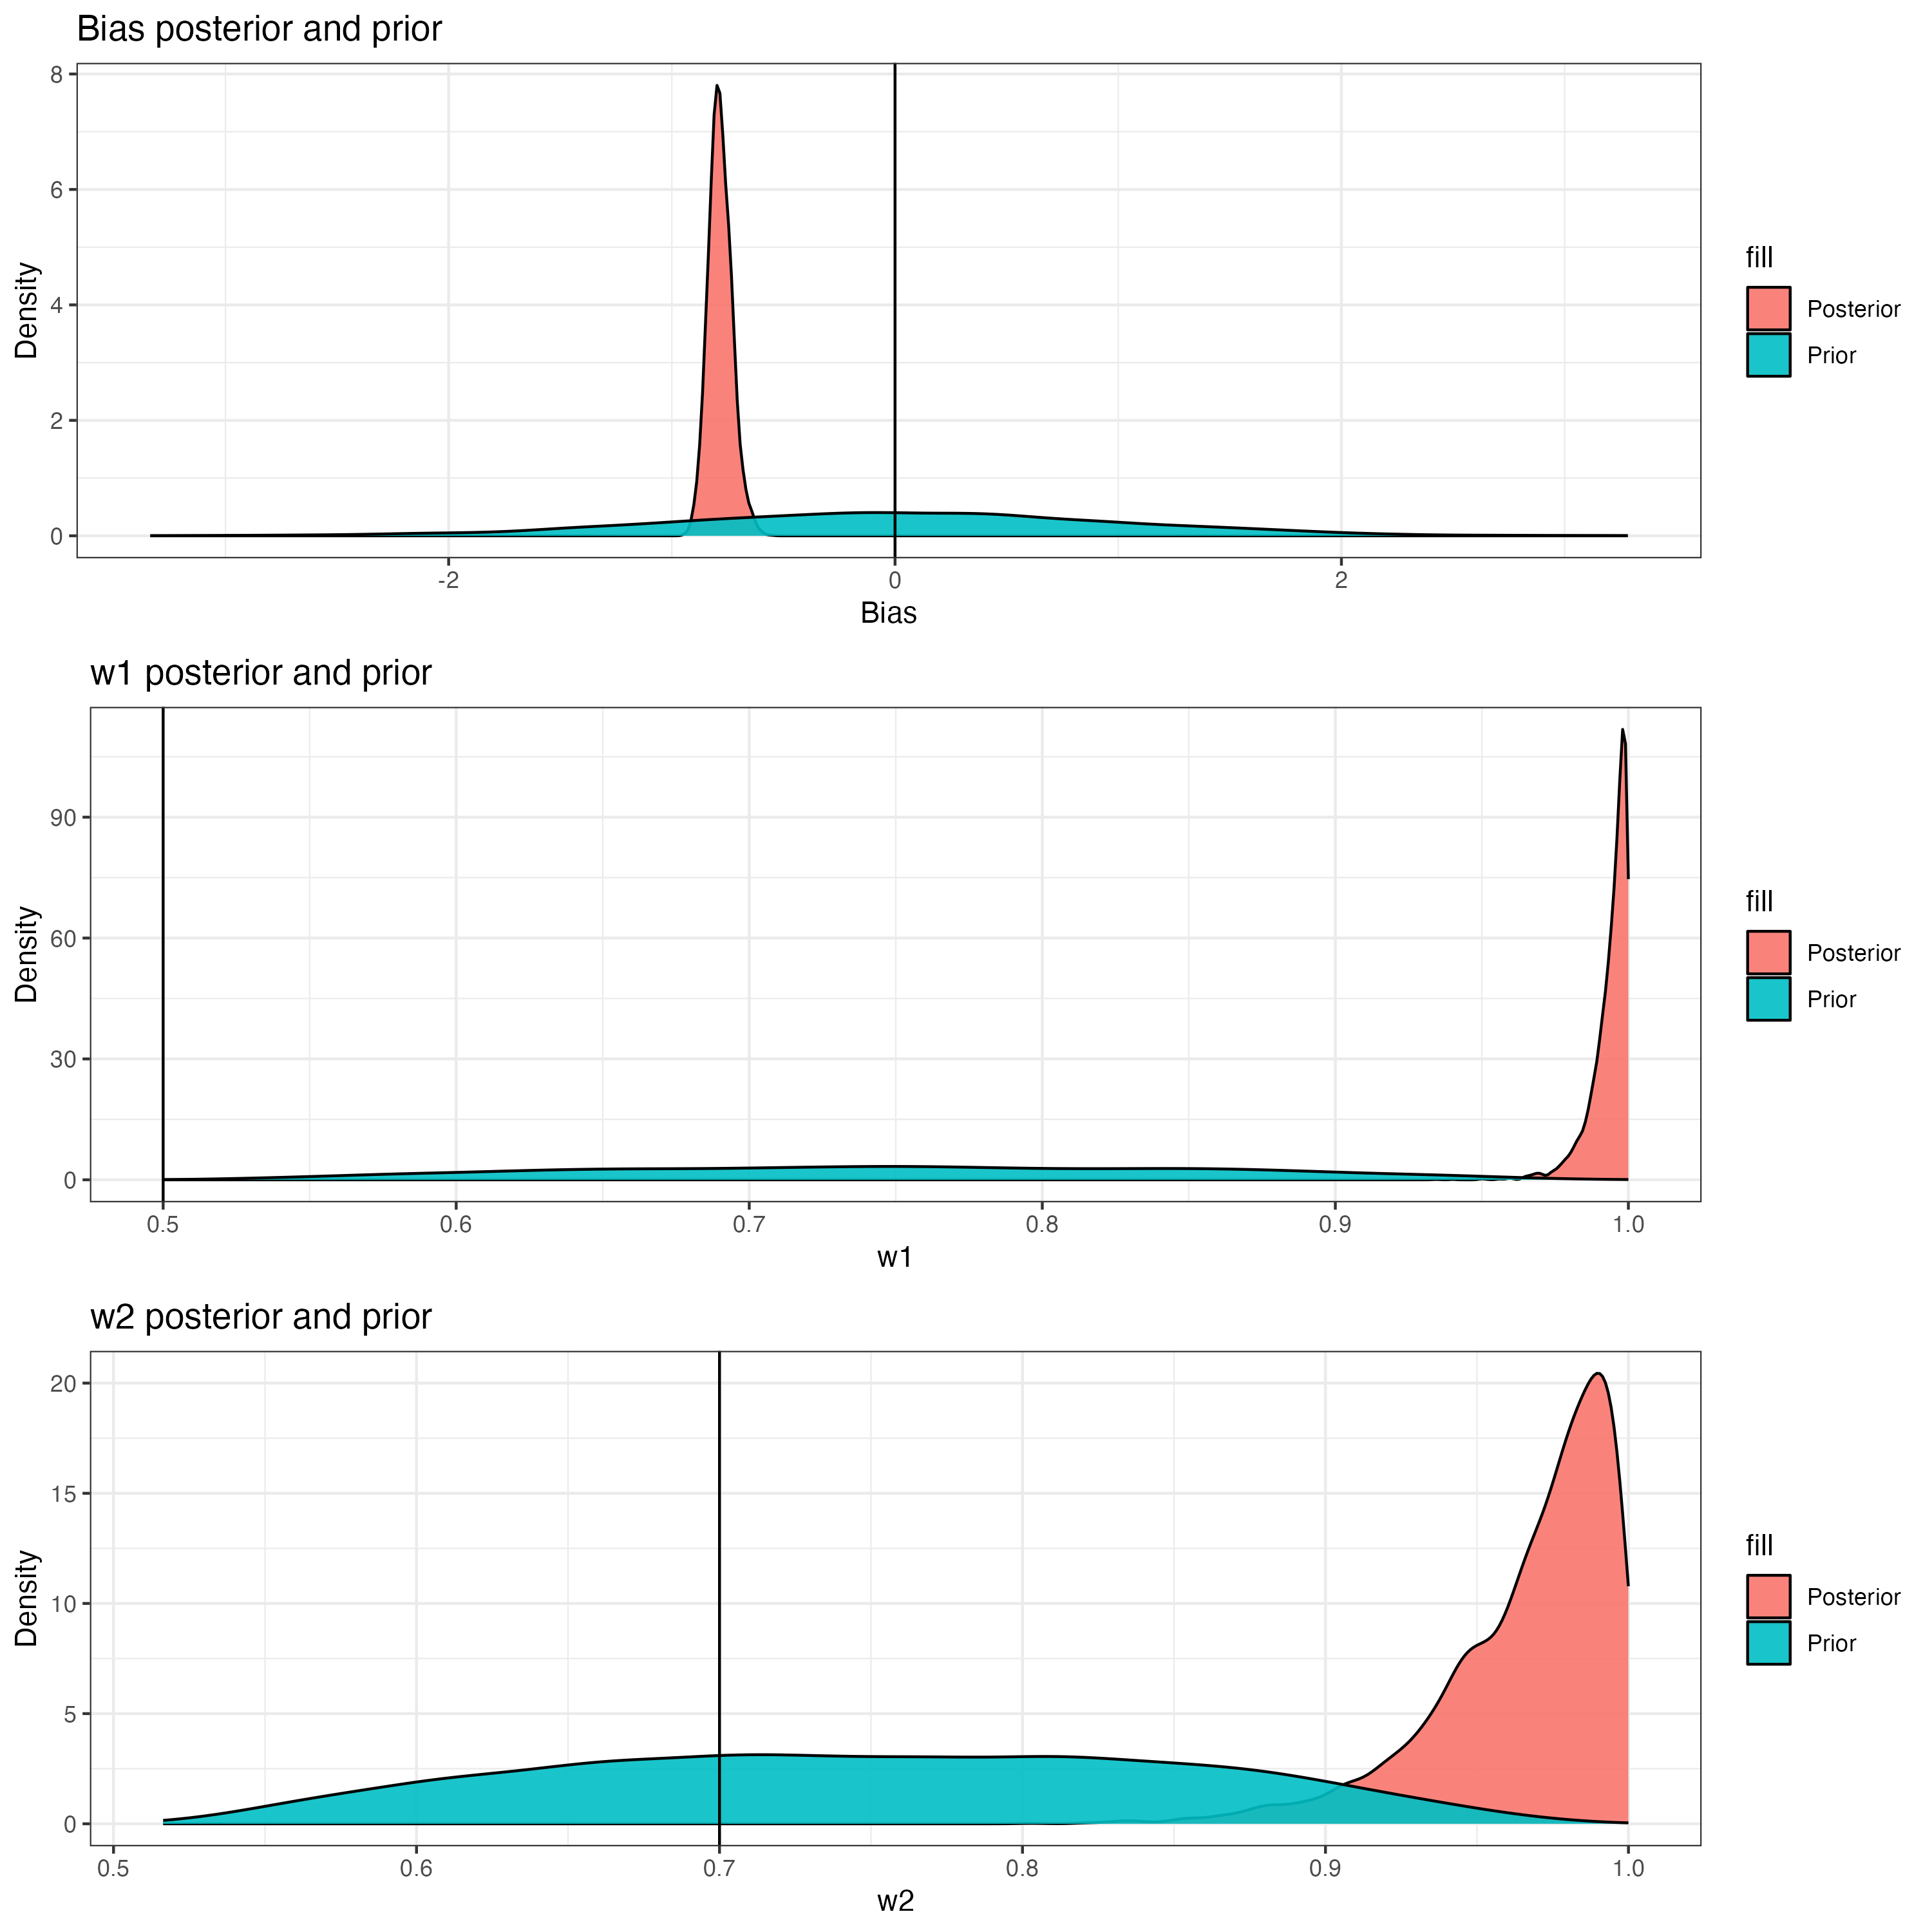 Bias posterior and prior
8
6
4
2
0
Density
-2 0 2
Bias
fill
Posterior
Prior
w1 posterior and prior
90
60
30
0
Density
0.5 0.6 0.7 0.8 0.9 1.0
w1
fill
Posterior
Prior
w2 posterior and prior
20
15
10
5
0
Density
0.5 0.6 0.7 0.8 0.9 1.0
w2
fill
Posterior
Prior